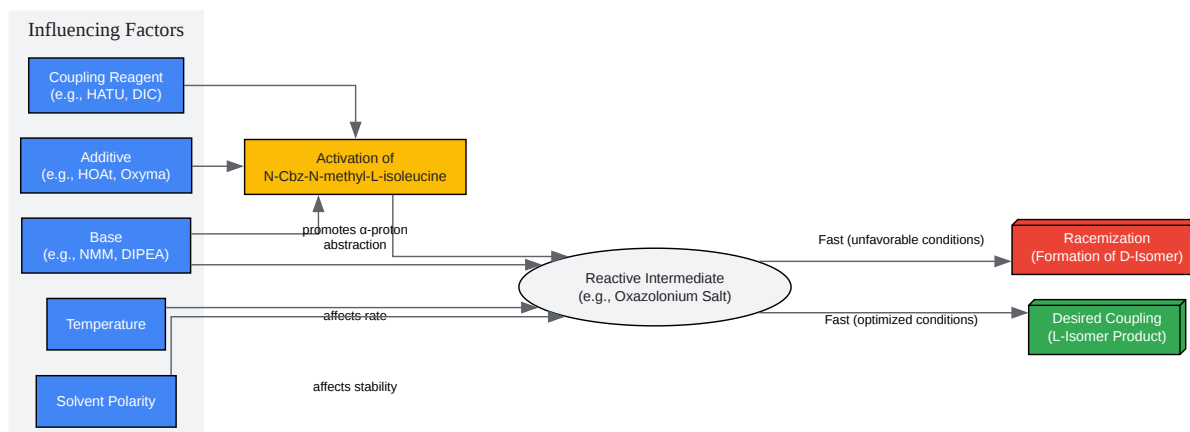 Influencing Factors
Coupling Reagent
(e.g., HATU, DIC)
Additive
(e.g., HOAt, Oxyma)
Base
(e.g., NMM, DIPEA)
Temperature
Solvent Polarity
Activation of
N-Cbz-N-methyl-L-isoleucine
promotes α-proton
abstraction
affects rate
affects stability
Reactive Intermediate
(e.g., Oxazolonium Salt)
Fast (unfavorable conditions)
Fast (optimized conditions)
Racemization
(Formation of D-Isomer)
Desired Coupling
(L-Isomer Product)